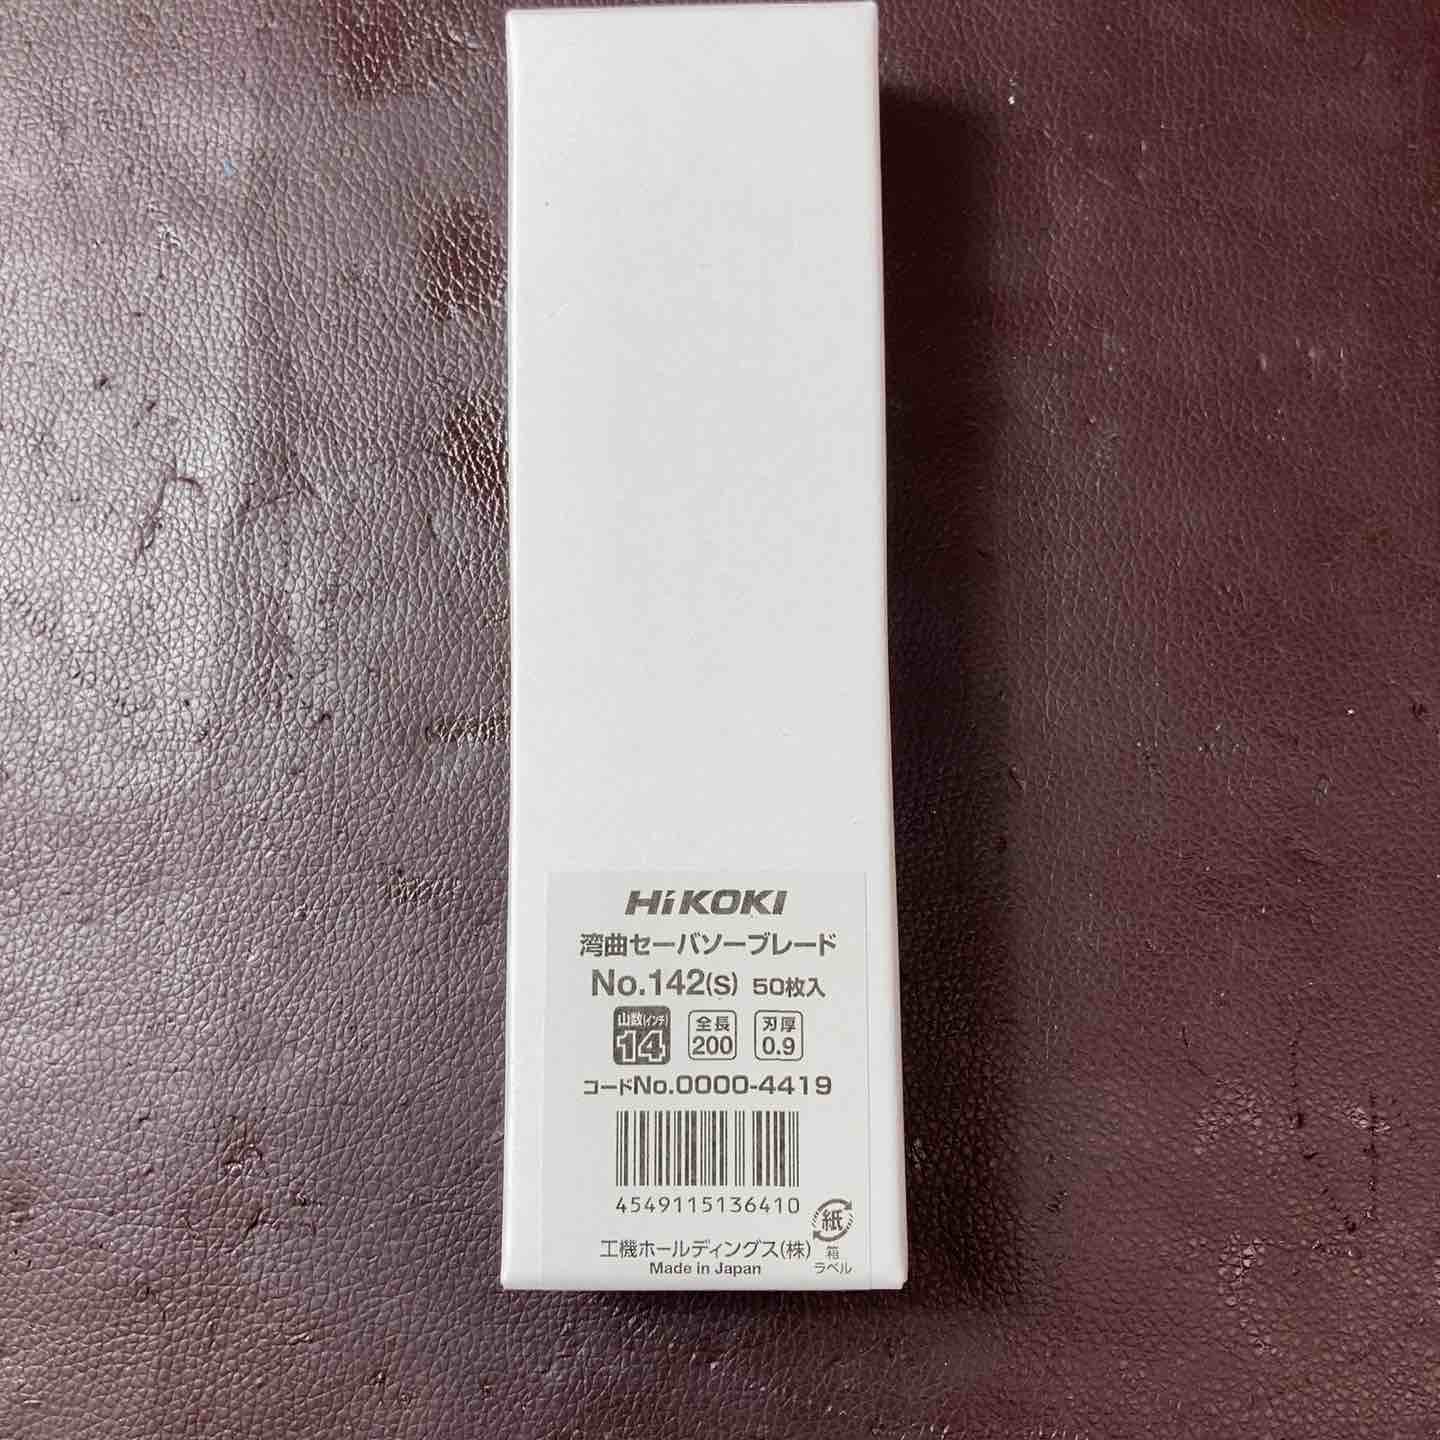 HiKOKI
湾曲セーバソーブレード
No.142(S) 50枚入
山数(インチ) 全長 刃厚
14 200 0.9
コードNo.0000-4419
4549115136410
紙
工機ホールディングス(株) 箱
Made in Japan ラベル